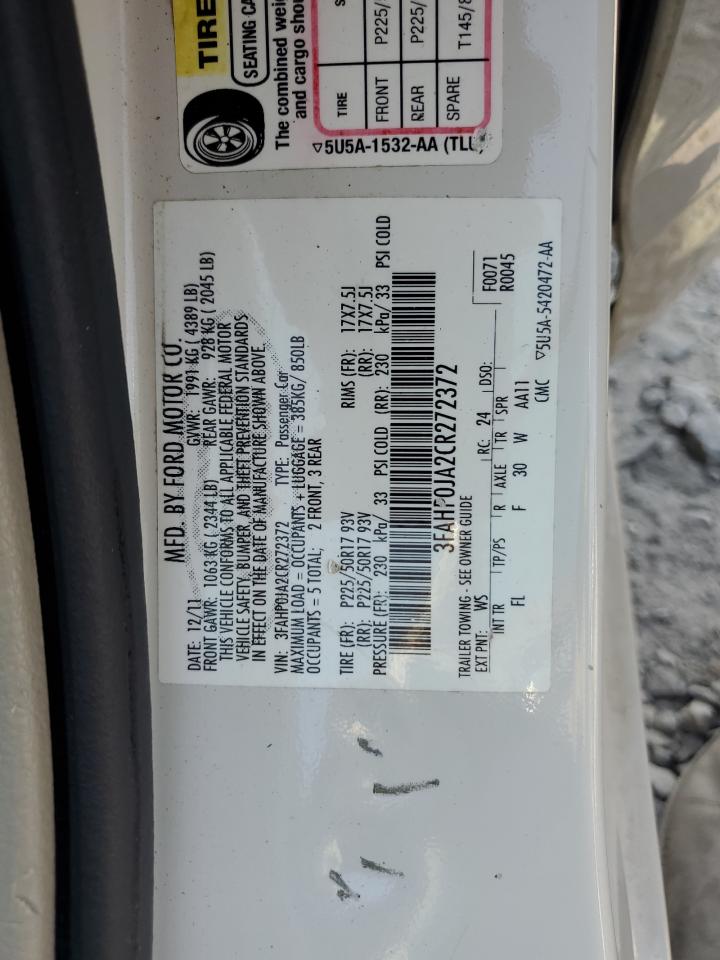 TIRE
SEATING CA
The combined wei
and cargo shou
TIRE S
FRONT P225/
REAR P225/
SPARE T145/8
▽5U5A-1532-AA (TLU)
MFD. BY FORD MOTOR CO.
DATE: 12/11 GVWR: 1991 KG ( 4389 LB)
FRONT GAWR: 1063 KG ( 2344 LB) REAR GAWR: 928 KG ( 2045 LB)
THIS VEHICLE CONFORMS TO ALL APPLICABLE FEDERAL MOTOR
VEHICLE SAFETY, BUMPER, AND THEFT PREVENTION STANDARDS
IN EFFECT ON THE DATE OF MANUFACTURE SHOWN ABOVE.
VIN: 3FAHP0JA2CR272372 TYPE: Passenger Car
MAXIMUM LOAD = OCCUPANTS + LUGGAGE = 385KG/ 850LB
OCCUPANTS = 5 TOTAL; 2 FRONT, 3 REAR
TIRE (FR): P225/50R17 93V RIMS (FR): 17X7.5J
(RR): P225/50R17 93V (RR): 17X7.5J
PRESSURE (FR): 230 kPa/ 33 PSI COLD (RR): 230 kPa/ 33 PSI COLD
3FAHP0JA2CR272372
TRAILER TOWING - SEE OWNER GUIDE F0071
EXT PNT: WS RC: 24 DSO: R0045
INT TR TP/PS R AXLE TR SPR
FL F 30 W AA11
CMC ▽5U5A-5420472-AA